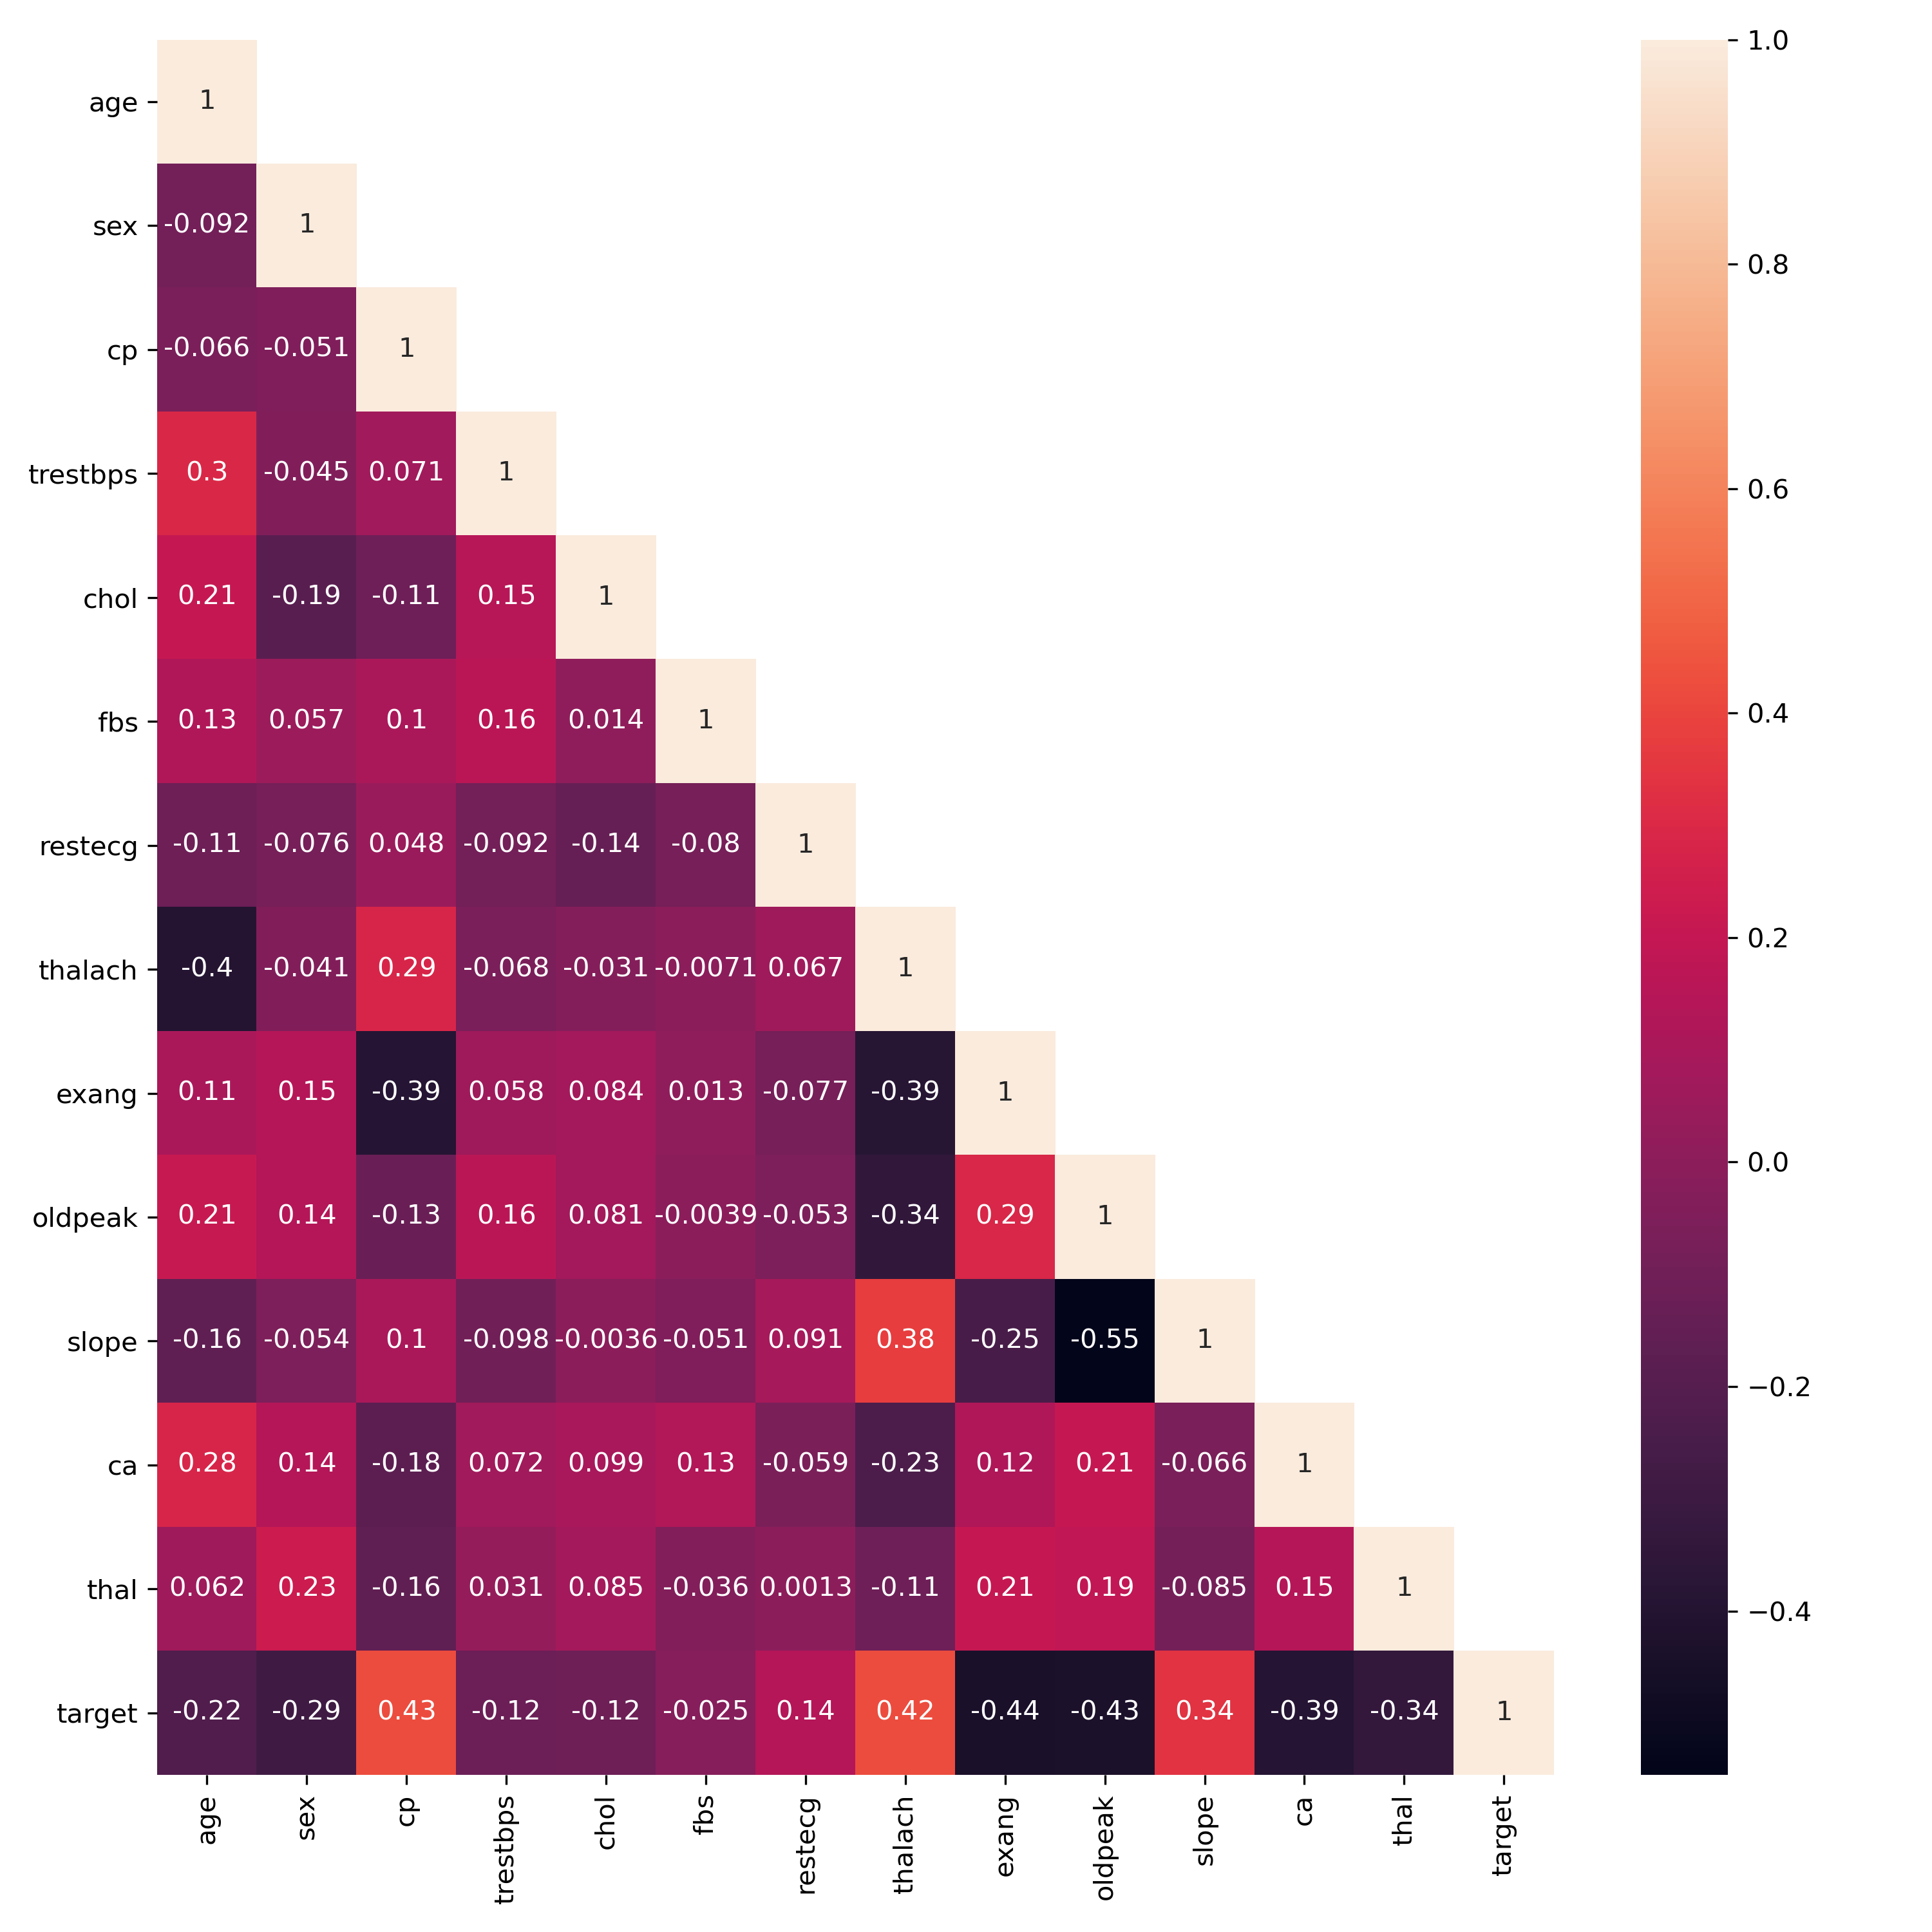 1.0
age 1
sex -0.092 1
0.8
cp -0.066 -0.051 1
trestbps 0.3 -0.045 0.071 1
0.6
chol 0.21 -0.19 -0.11 0.15 1
fbs 0.13 0.057 0.1 0.16 0.014 1
0.4
restecg -0.11 -0.076 0.048 -0.092 -0.14 -0.08 1
0.2
thalach -0.4 -0.041 0.29 -0.068 -0.031 -0.0071 0.067 1
exang 0.11 0.15 -0.39 0.058 0.084 0.013 -0.077 -0.39 1
0.0
oldpeak 0.21 0.14 -0.13 0.16 0.081 -0.0039 -0.053 -0.34 0.29 1
slope -0.16 -0.054 0.1 -0.098 -0.0036 -0.051 0.091 0.38 -0.25 -0.55 1
−0.2
ca 0.28 0.14 -0.18 0.072 0.099 0.13 -0.059 -0.23 0.12 0.21 -0.066 1
thal 0.062 0.23 -0.16 0.031 0.085 -0.036 0.0013 -0.11 0.21 0.19 -0.085 0.15 1
−0.4
target -0.22 -0.29 0.43 -0.12 -0.12 -0.025 0.14 0.42 -0.44 -0.43 0.34 -0.39 -0.34 1
age sex cp trestbps chol fbs restecg thalach exang oldpeak slope ca thal target